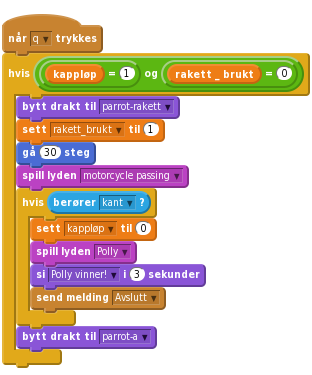 når q trykkes
hvis kappløp = 1 og rakett _ brukt = 0
bytt drakt til parrot-rakett
sett rakett_brukt til 1
gå 30 steg
spill lyden motorcycle passing
hvis berører kant ?
sett kappløp til 0
spill lyden Polly
si Polly vinner! i 3 sekunder
send melding Avslutt
bytt drakt til parrot-a